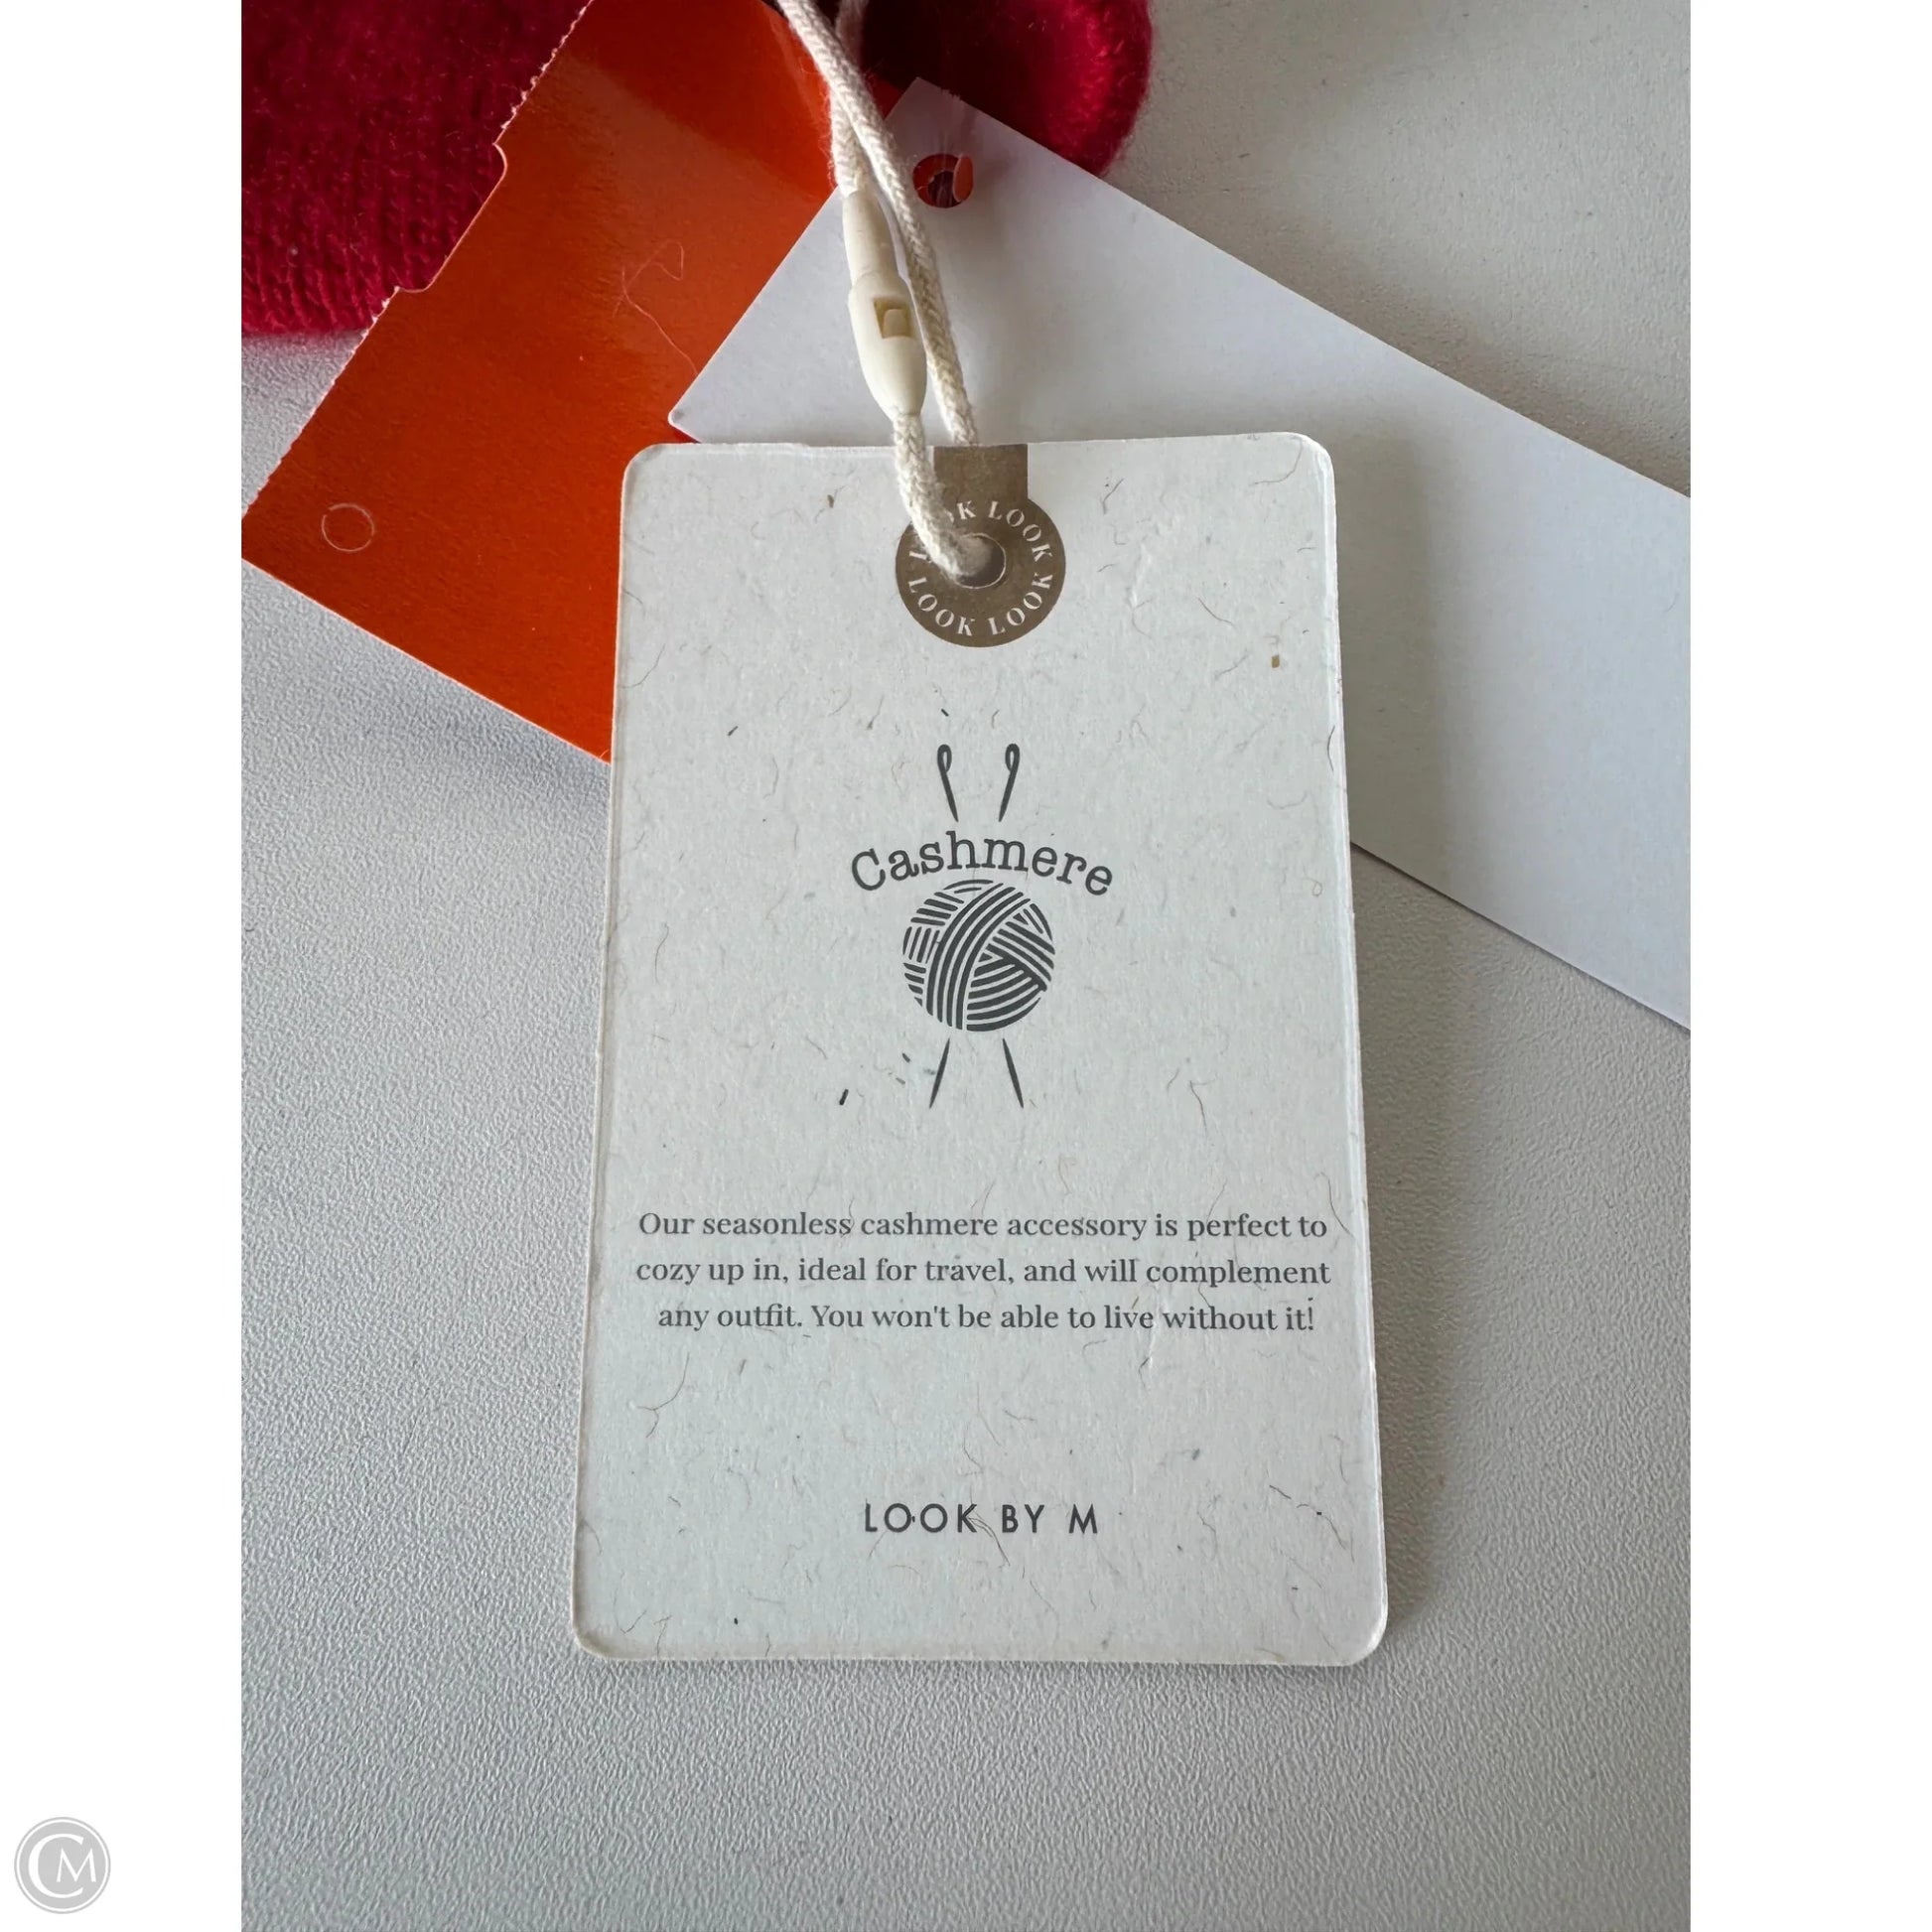 LOOK LOOK
LOOK LOOK
Cashmere
Our seasonless cashmere accessory is perfect to
cozy up in, ideal for travel, and will complement
any outfit. You won't be able to live without it!
LOOK BY M
CM